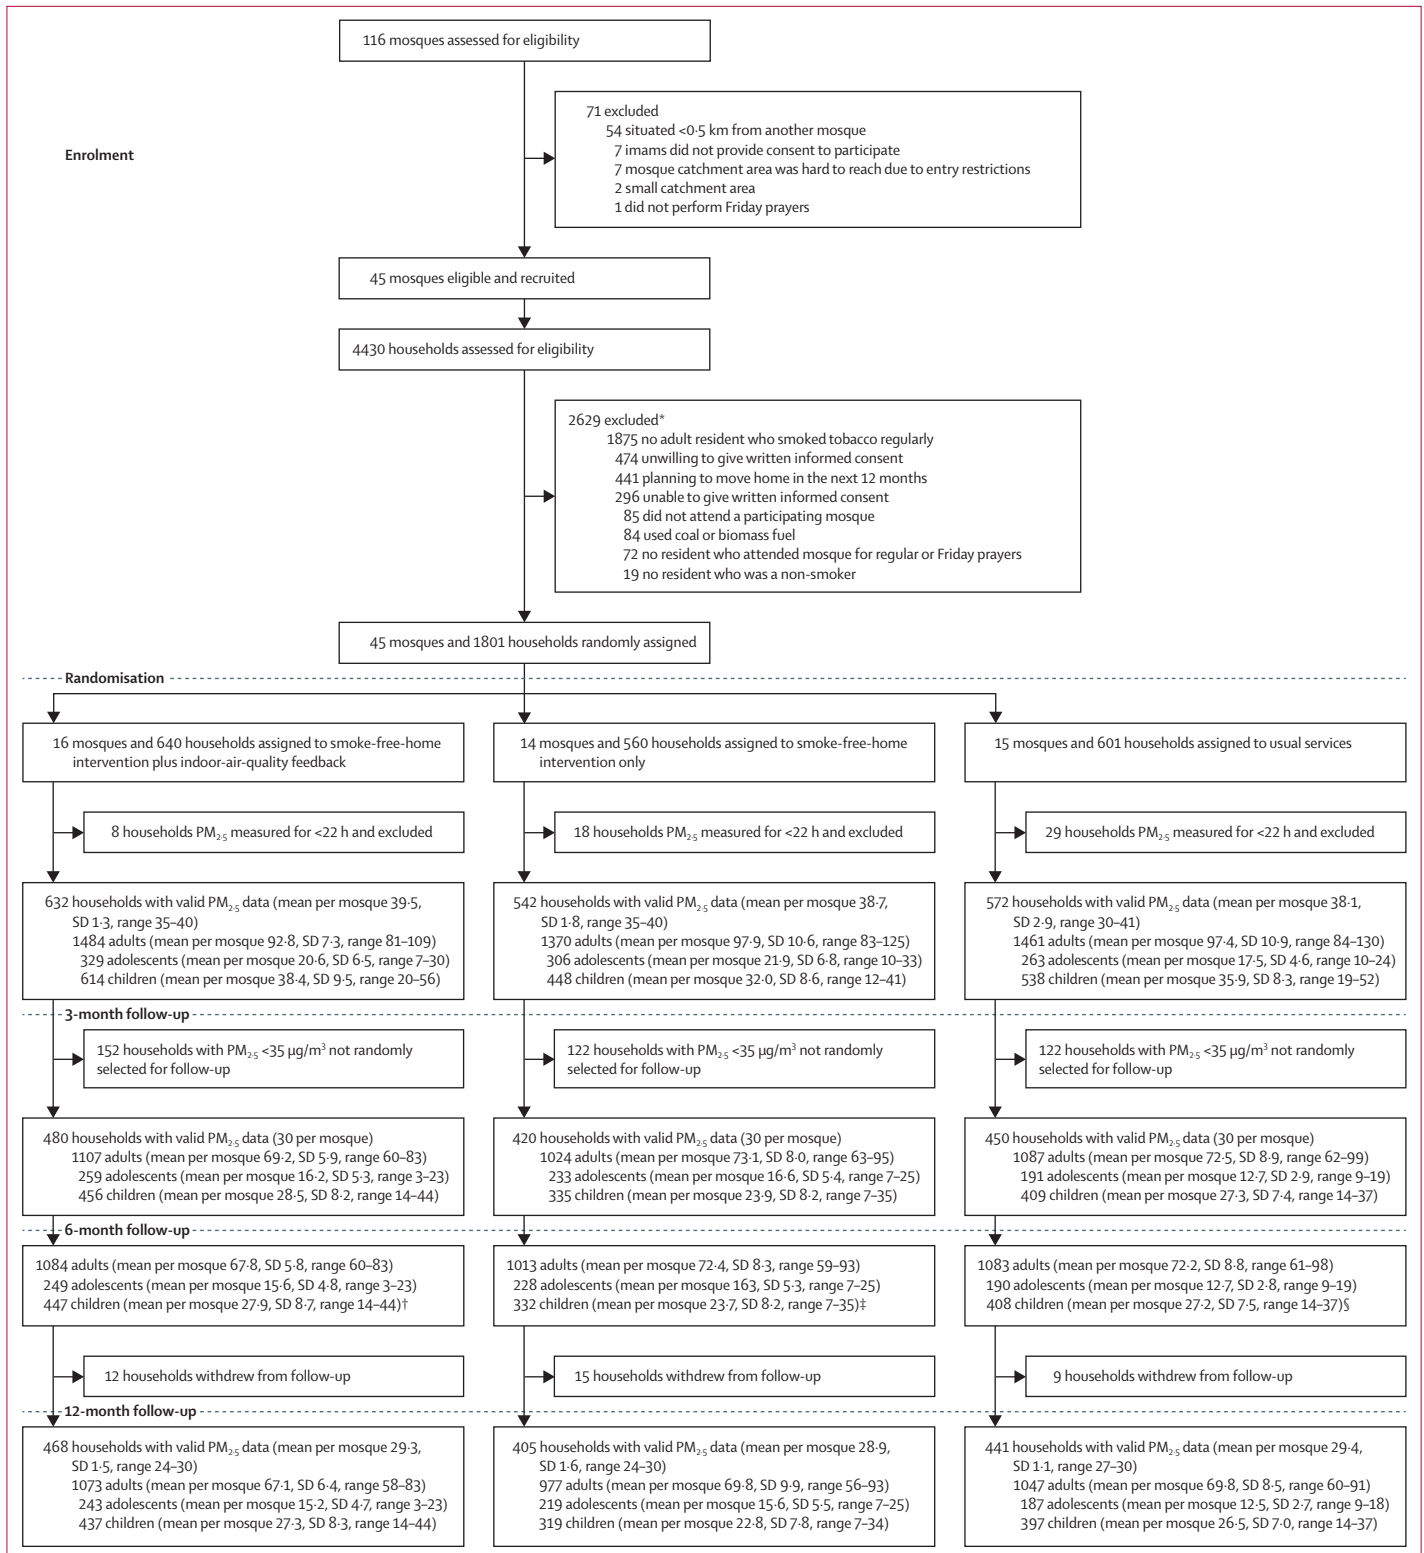 116 mosques assessed for eligibility
71 excluded
54 situated <0·5 km from another mosque
7 imams did not provide consent to participate
7 mosque catchment area was hard to reach due to entry restrictions
2 small catchment area
1 did not perform Friday prayers
Enrolment
45 mosques eligible and recruited
4430 households assessed for eligibility
2629 excluded*
1875 no adult resident who smoked tobacco regularly
474 unwilling to give written informed consent
441 planning to move home in the next 12 months
296 unable to give written informed consent
85 did not attend a participating mosque
84 used coal or biomass fuel
72 no resident who attended mosque for regular or Friday prayers
19 no resident who was a non-smoker
45 mosques and 1801 households randomly assigned
Randomisation
16 mosques and 640 households assigned to smoke-free-home
intervention plus indoor-air-quality feedback
14 mosques and 560 households assigned to smoke-free-home
intervention only
15 mosques and 601 households assigned to usual services
8 households PM2·5 measured for <22 h and excluded
18 households PM2·5 measured for <22 h and excluded
29 households PM2·5 measured for <22 h and excluded
632 households with valid PM2·5 data (mean per mosque 39·5,
SD 1·3, range 35–40)
1484 adults (mean per mosque 92·8, SD 7·3, range 81–109)
329 adolescents (mean per mosque 20·6, SD 6·5, range 7–30)
614 children (mean per mosque 38·4, SD 9·5, range 20–56)
542 households with valid PM2·5 data (mean per mosque 38·7,
SD 1·8, range 35–40)
1370 adults (mean per mosque 97·9, SD 10·6, range 83–125)
306 adolescents (mean per mosque 21·9, SD 6·8, range 10–33)
448 children (mean per mosque 32·0, SD 8·6, range 12–41)
572 households with valid PM2·5 data (mean per mosque 38·1,
SD 2·9, range 30–41)
1461 adults (mean per mosque 97·4, SD 10·9, range 84–130)
263 adolescents (mean per mosque 17·5, SD 4·6, range 10–24)
538 children (mean per mosque 35·9, SD 8·3, range 19–52)
3-month follow-up
152 households with PM2·5 <35 µg/m³ not randomly
selected for follow-up
122 households with PM2·5 <35 µg/m³ not randomly
selected for follow-up
122 households with PM2·5 <35 µg/m³ not randomly
selected for follow-up
480 households with valid PM2·5 data (30 per mosque)
1107 adults (mean per mosque 69·2, SD 5·9, range 60–83)
259 adolescents (mean per mosque 16·2, SD 5·3, range 3–23)
456 children (mean per mosque 28·5, SD 8·2, range 14–44)
420 households with valid PM2·5 data (30 per mosque)
1024 adults (mean per mosque 73·1, SD 8·0, range 63–95)
233 adolescents (mean per mosque 16·6, SD 5·4, range 7–25)
335 children (mean per mosque 23·9, SD 8·2, range 7–35)
450 households with valid PM2·5 data (30 per mosque)
1087 adults (mean per mosque 72·5, SD 8·9, range 62–99)
191 adolescents (mean per mosque 12·7, SD 2·9, range 9–19)
409 children (mean per mosque 27·3, SD 7·4, range 14–37)
6-month follow-up
1084 adults (mean per mosque 67·8, SD 5·8, range 60–83)
249 adolescents (mean per mosque 15·6, SD 4·8, range 3–23)
447 children (mean per mosque 27·9, SD 8·7, range 14–44)†
1013 adults (mean per mosque 72·4, SD 8·3, range 59–93)
228 adolescents (mean per mosque 163, SD 5·3, range 7–25)
332 children (mean per mosque 23·7, SD 8·2, range 7–35)‡
1083 adults (mean per mosque 72·2, SD 8·8, range 61–98)
190 adolescents (mean per mosque 12·7, SD 2·8, range 9–19)
408 children (mean per mosque 27·2, SD 7·5, range 14–37)§
12 households withdrew from follow-up
15 households withdrew from follow-up
9 households withdrew from follow-up
12-month follow-up
468 households with valid PM2·5 data (mean per mosque 29·3,
SD 1·5, range 24–30)
1073 adults (mean per mosque 67·1, SD 6·4, range 58–83)
243 adolescents (mean per mosque 15·2, SD 4·7, range 3–23)
437 children (mean per mosque 27·3, SD 8·3, range 14–44)
405 households with valid PM2·5 data (mean per mosque 28·9,
SD 1·6, range 24–30)
977 adults (mean per mosque 69·8, SD 9·9, range 56–93)
219 adolescents (mean per mosque 15·6, SD 5·5, range 7–25)
319 children (mean per mosque 22·8, SD 7·8, range 7–34)
441 households with valid PM2·5 data (mean per mosque 29·4,
SD 1·1, range 27–30)
1047 adults (mean per mosque 69·8, SD 8·5, range 60–91)
187 adolescents (mean per mosque 12·5, SD 2·7, range 9–18)
397 children (mean per mosque 26·5, SD 7·0, range 14–37)